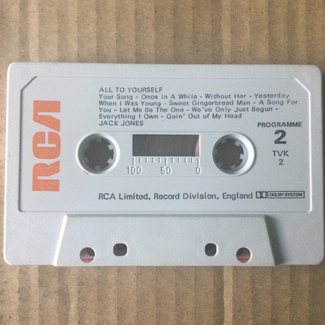 ALL TO YOURSELF
Your Song - Once in A While - Without Her - Yesterday
When I Was Young - Sweet Gingerbread Man - A Song For
You - Let Me Be The One - We've Only Just Begun -
Everything I Own - Goin' Out of My Head
JACK JONES
PROGRAMME
2
TVK
2
RCA
100 50 0
RCA Limited, Record Division, England DOLBY SYSTEM